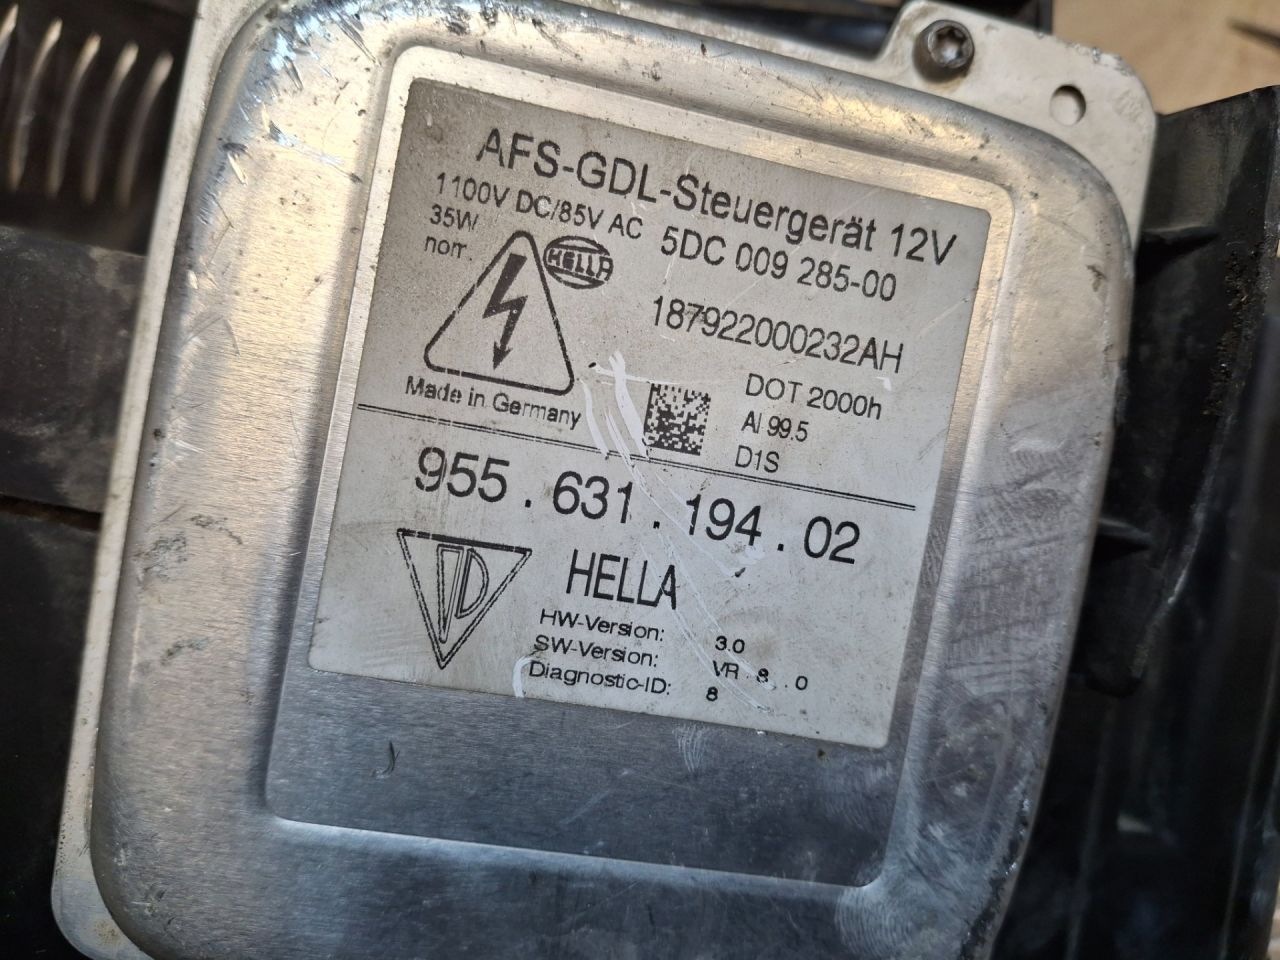 AFS-GDL-Steuergerät 12V
1100V DC/85V AC 5DC 009 285-00
35W
norr.
HELLA
187922000232AH
Made in Germany
DOT 2000h
Al 99.5
D1S
955.631.194.02
HELLA
HW-Version: 3.0
SW-Version: VR.8..0
Diagnostic-ID: 8